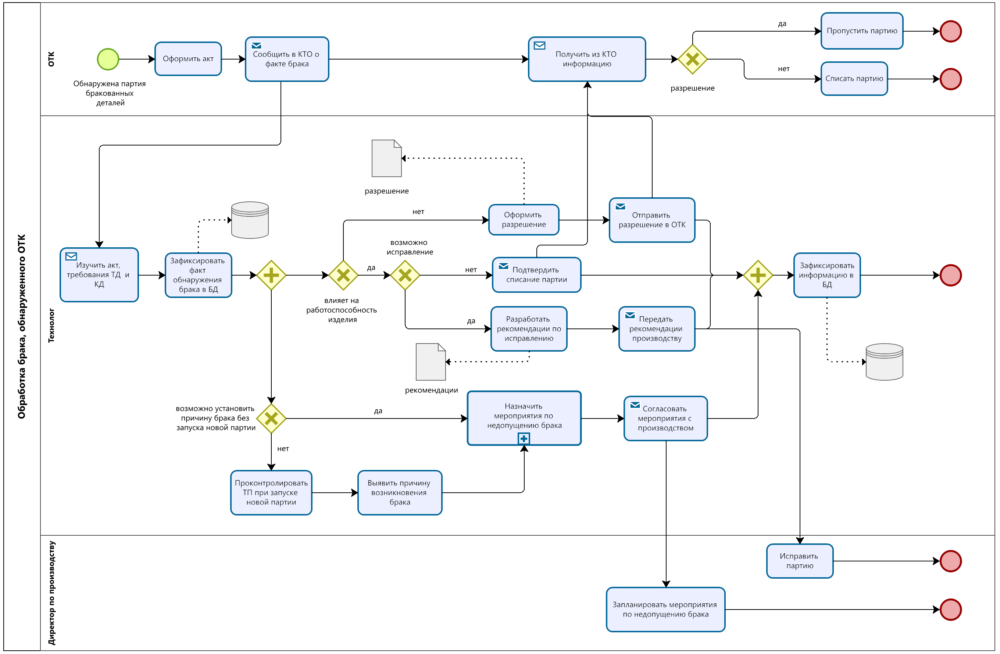 Обработка брака, обнаруженного ОТК
ОТК
Обнаружена партия
бракованных
деталей
Оформить акт
Сообщить в КТО о
факте брака
Получить из КТО
информацию
разрешение
да
нет
Пропустить партию
Списать партию
Технолог
Изучить акт,
требования ТД и
КД
Зафиксировать
факт
обнаружения
брака в БД
влияет на
работоспособность
изделия
нет
да
возможно
исправление
нет
да
разрешение
Оформить
разрешение
Отправить
разрешение в ОТК
Подтвердить
списание партии
Разработать
рекомендации по
исправлению
Передать
рекомендации
производству
рекомендации
Зафиксировать
информацию в
БД
возможно установить
причину брака без
запуска новой партии
да
нет
Назначить
мероприятия по
недопущению брака
Согласовать
мероприятия с
производством
Проконтролировать
ТП при запуске
новой партии
Выявить причину
возникновения
брака
Директор по производству
Исправить
партию
Запланировать мероприятия
по недопущению брака